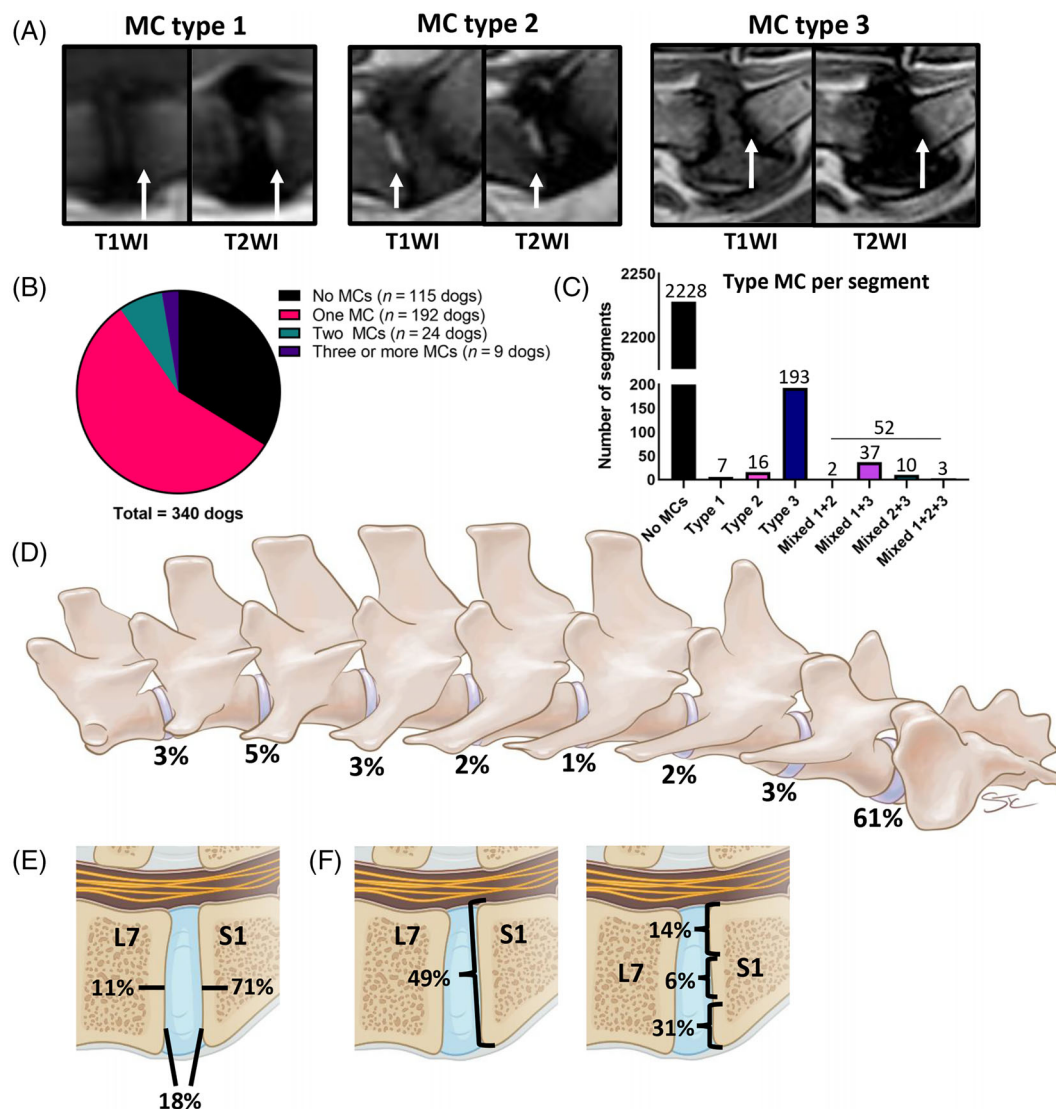 (A)
MC type 1
MC type 2
MC type 3
T1WI
T2WI
T1WI
T2WI
T1WI
T2WI
(B)
No MCs (n = 115 dogs)
One MC (n = 192 dogs)
Two MCs (n = 24 dogs)
Three or more MCs (n = 9 dogs)
Total = 340 dogs
(C)
Type MC per segment
Number of segments
2250
2200
200
150
100
50
0
2228
7
16
193
52
2
37
10
3
No MCs
Type 1
Type 2
Type 3
Mixed 1+2
Mixed 1+3
Mixed 2+3
Mixed 1+2+3
(D)
3%
5%
3%
2%
1%
2%
3%
61%
(E)
L7
S1
11%
71%
18%
(F)
L7
S1
49%
14%
L7
6%
S1
31%